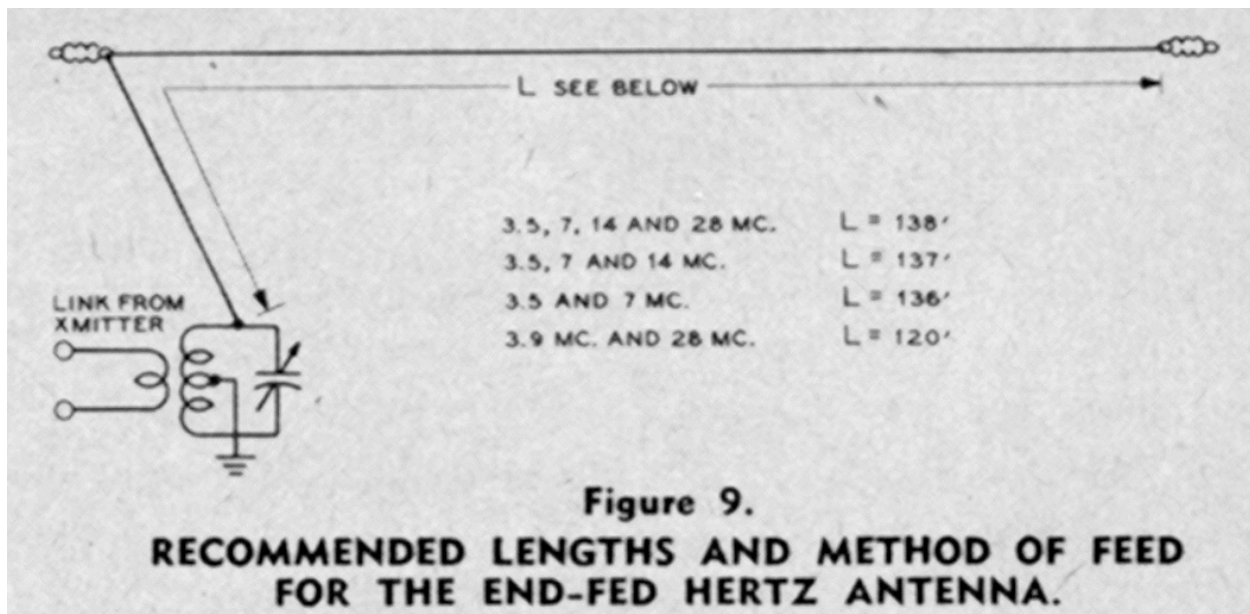 L SEE BELOW
3.5, 7, 14 AND 28 MC. L = 138'
3.5, 7 AND 14 MC. L = 137'
3.5 AND 7 MC. L = 136'
3.9 MC. AND 28 MC. L = 120'
LINK FROM
XMITTER
Figure 9.
RECOMMENDED LENGTHS AND METHOD OF FEED
FOR THE END-FED HERTZ ANTENNA.